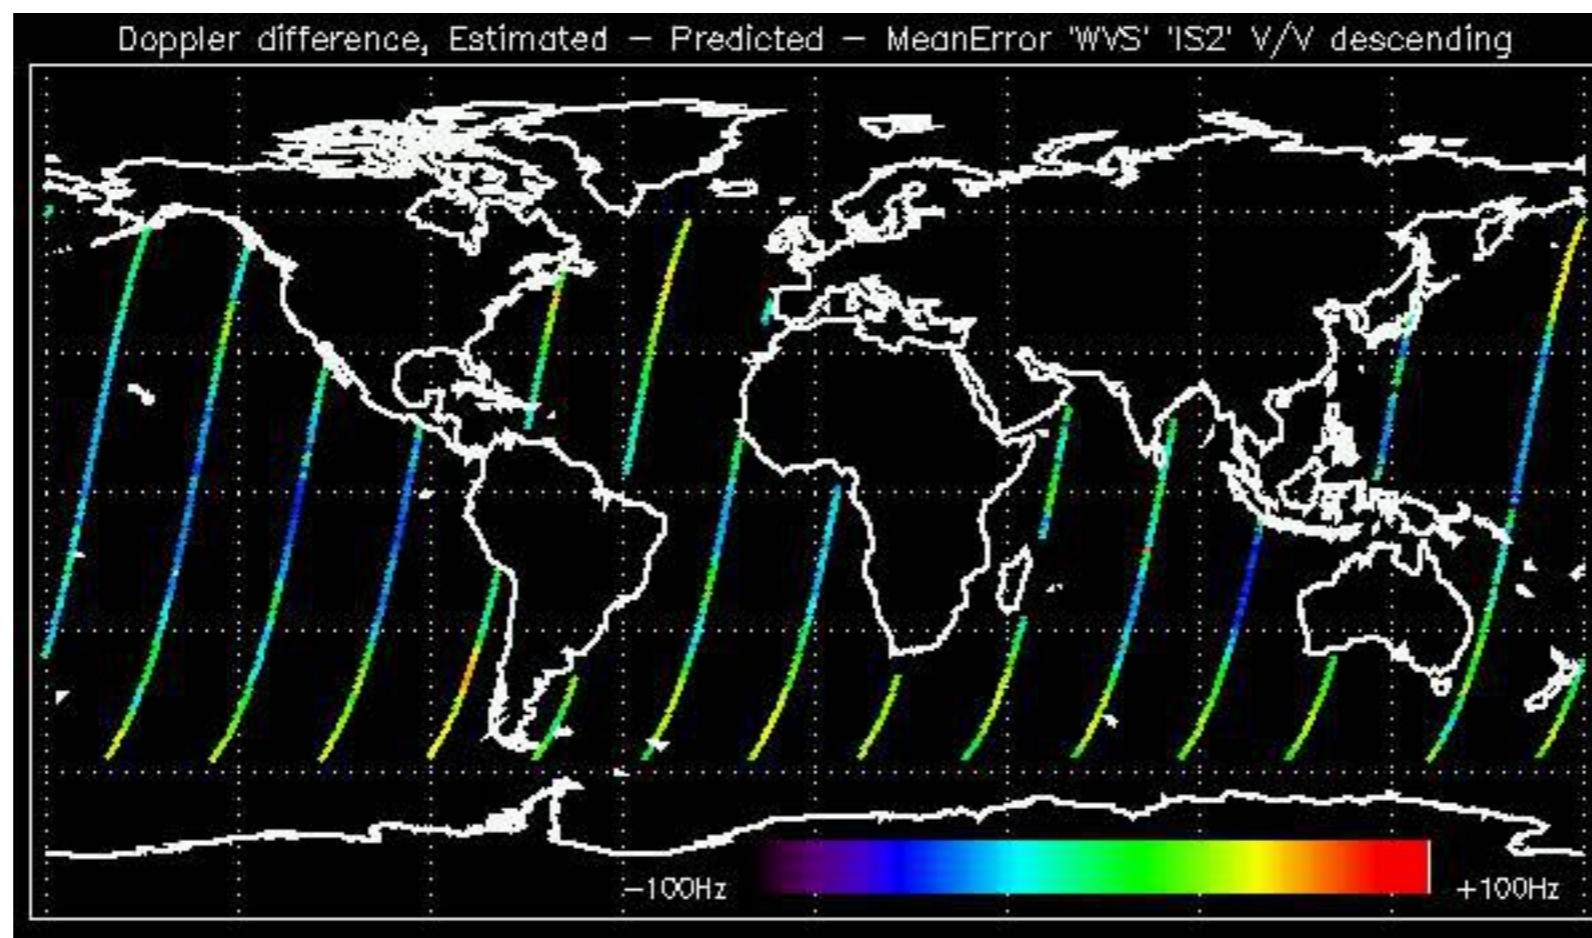 Doppler difference, Estimated – Predicted – MeanError 'WVS' 'IS2' V/V descending
–100Hz
+100Hz